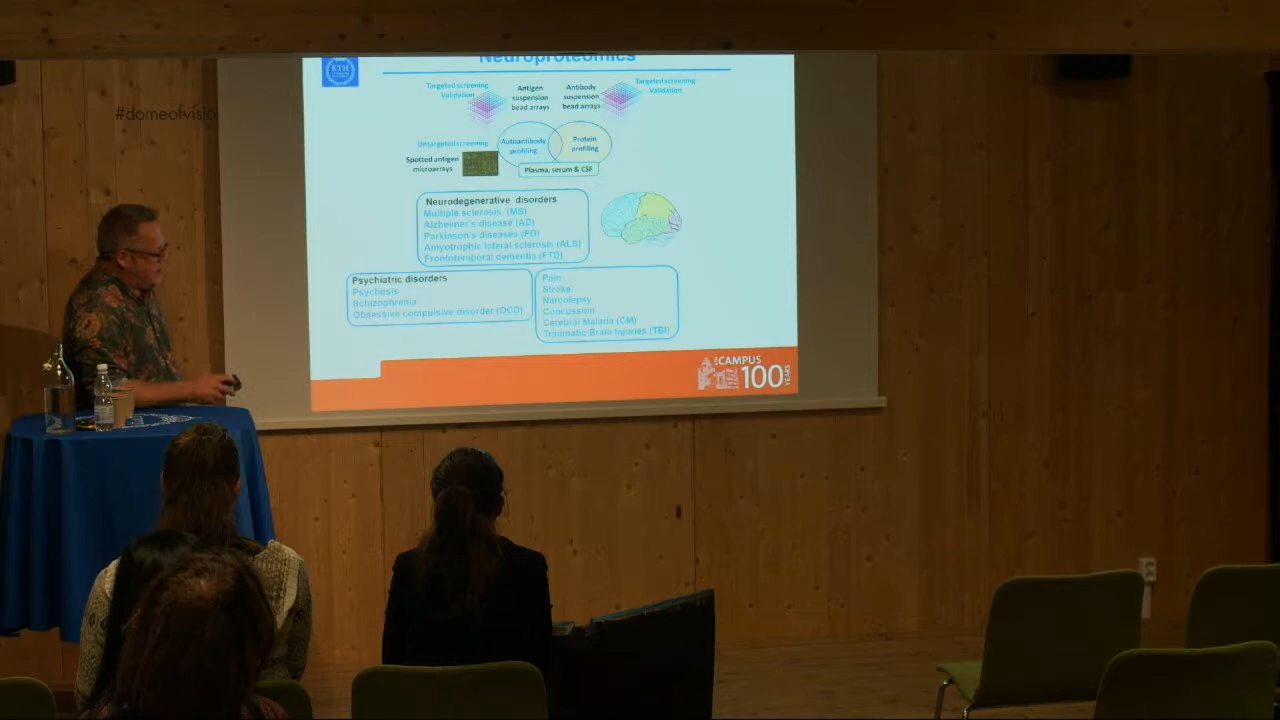 Neuroproteomics
KTH
#domeofvisio
Targeted screening
Validation
Antigen
suspension
bead arrays
Antibody
suspension
bead arrays
Targeted screening
Validation
Untargeted screening
Spotted antigen
microarrays
Autoantibody
profiling
Protein
profiling
Plasma, serum & CSF
Neurodegenerative disorders
Multiple sclerosis (MS)
Alzheimer's disease (AD)
Parkinson's diseases (PD)
Amyotrophic lateral sclerosis (ALS)
Frontotemporal dementia (FTD)
Psychiatric disorders
Psychosis
Schizophrenia
Obsessive compulsive disorder (OCD)
Pain
Stroke
Narcolepsy
Concussion
Cerebral Malaria (CM)
Traumatic Brain Injuries (TBI)
CAMPUS
100 YEARS